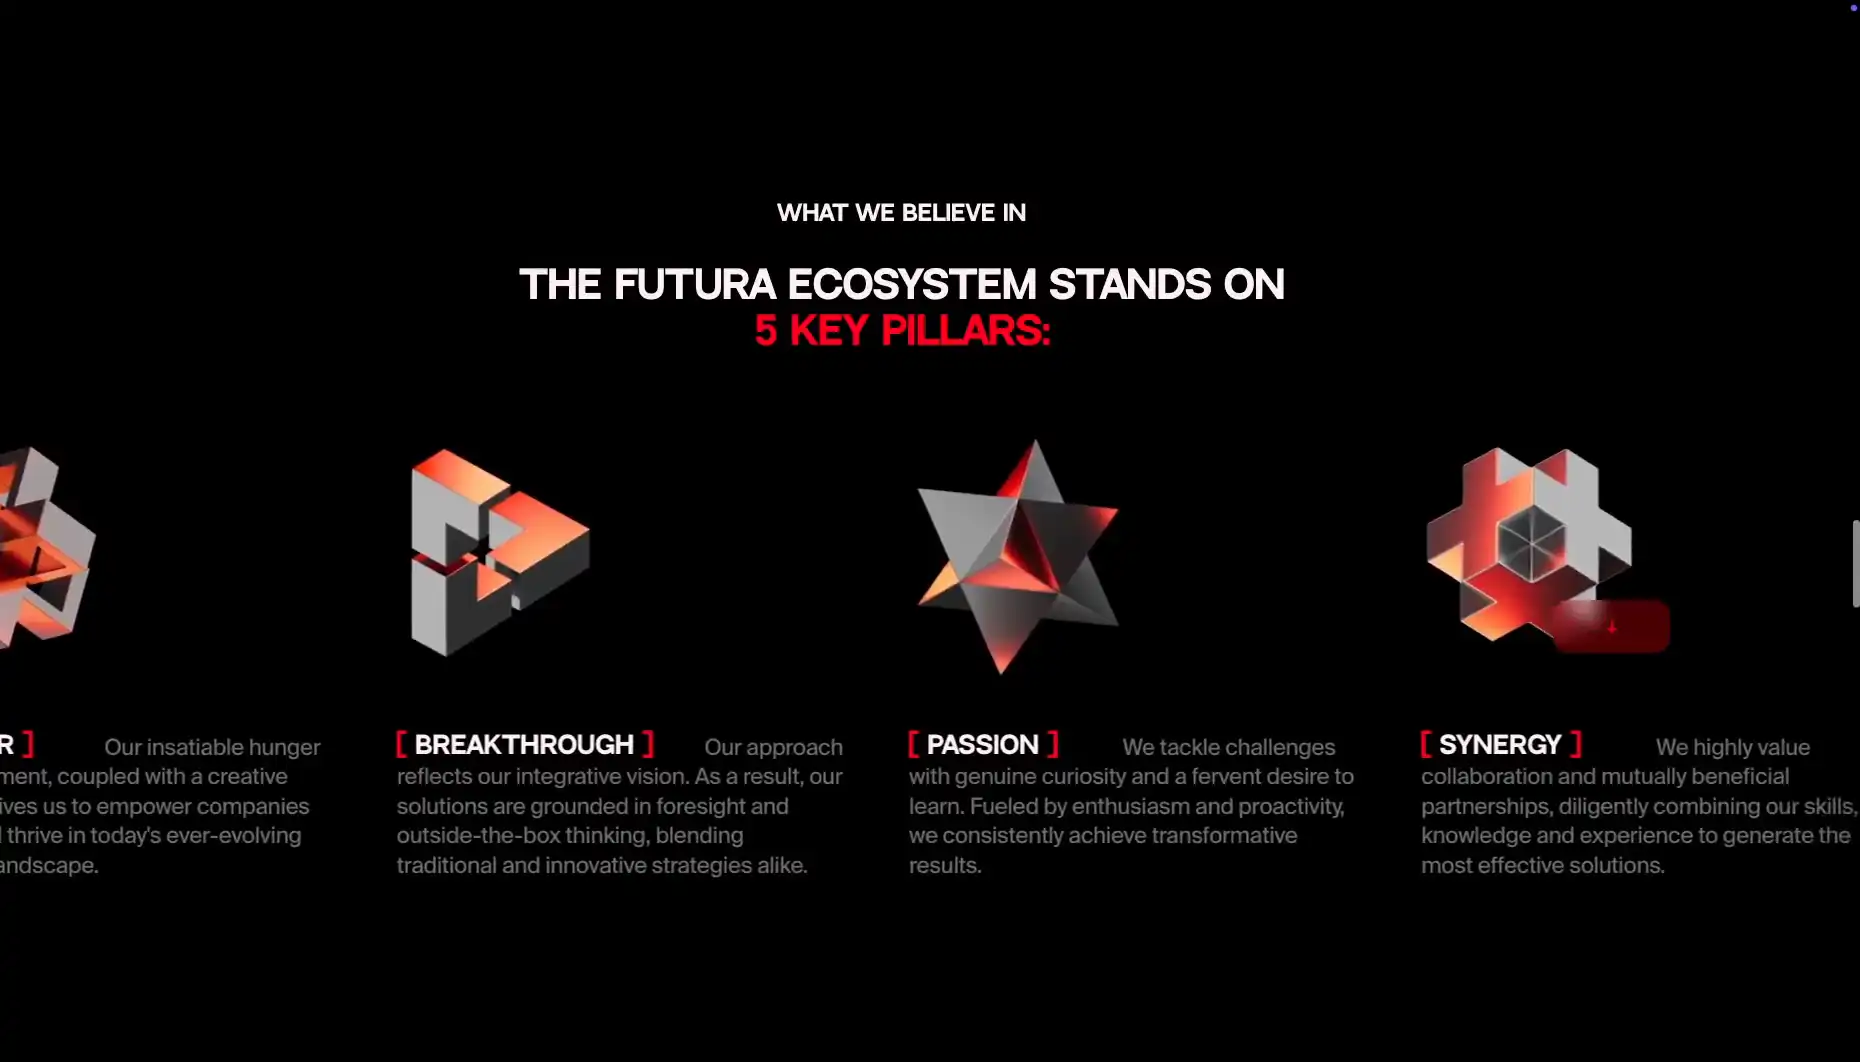 WHAT WE BELIEVE IN
THE FUTURA ECOSYSTEM STANDS ON
5 KEY PILLARS:
R ] Our insatiable hunger
ment, coupled with a creative
ives us to empower companies
thrive in today's ever-evolving
andscape.
[ BREAKTHROUGH ] Our approach
reflects our integrative vision. As a result, our
solutions are grounded in foresight and
outside-the-box thinking, blending
traditional and innovative strategies alike.
[ PASSION ] We tackle challenges
with genuine curiosity and a fervent desire to
learn. Fueled by enthusiasm and proactivity,
we consistently achieve transformative
results.
[ SYNERGY ] We highly value
collaboration and mutually beneficial
partnerships, diligently combining our skills,
knowledge and experience to generate the
most effective solutions.